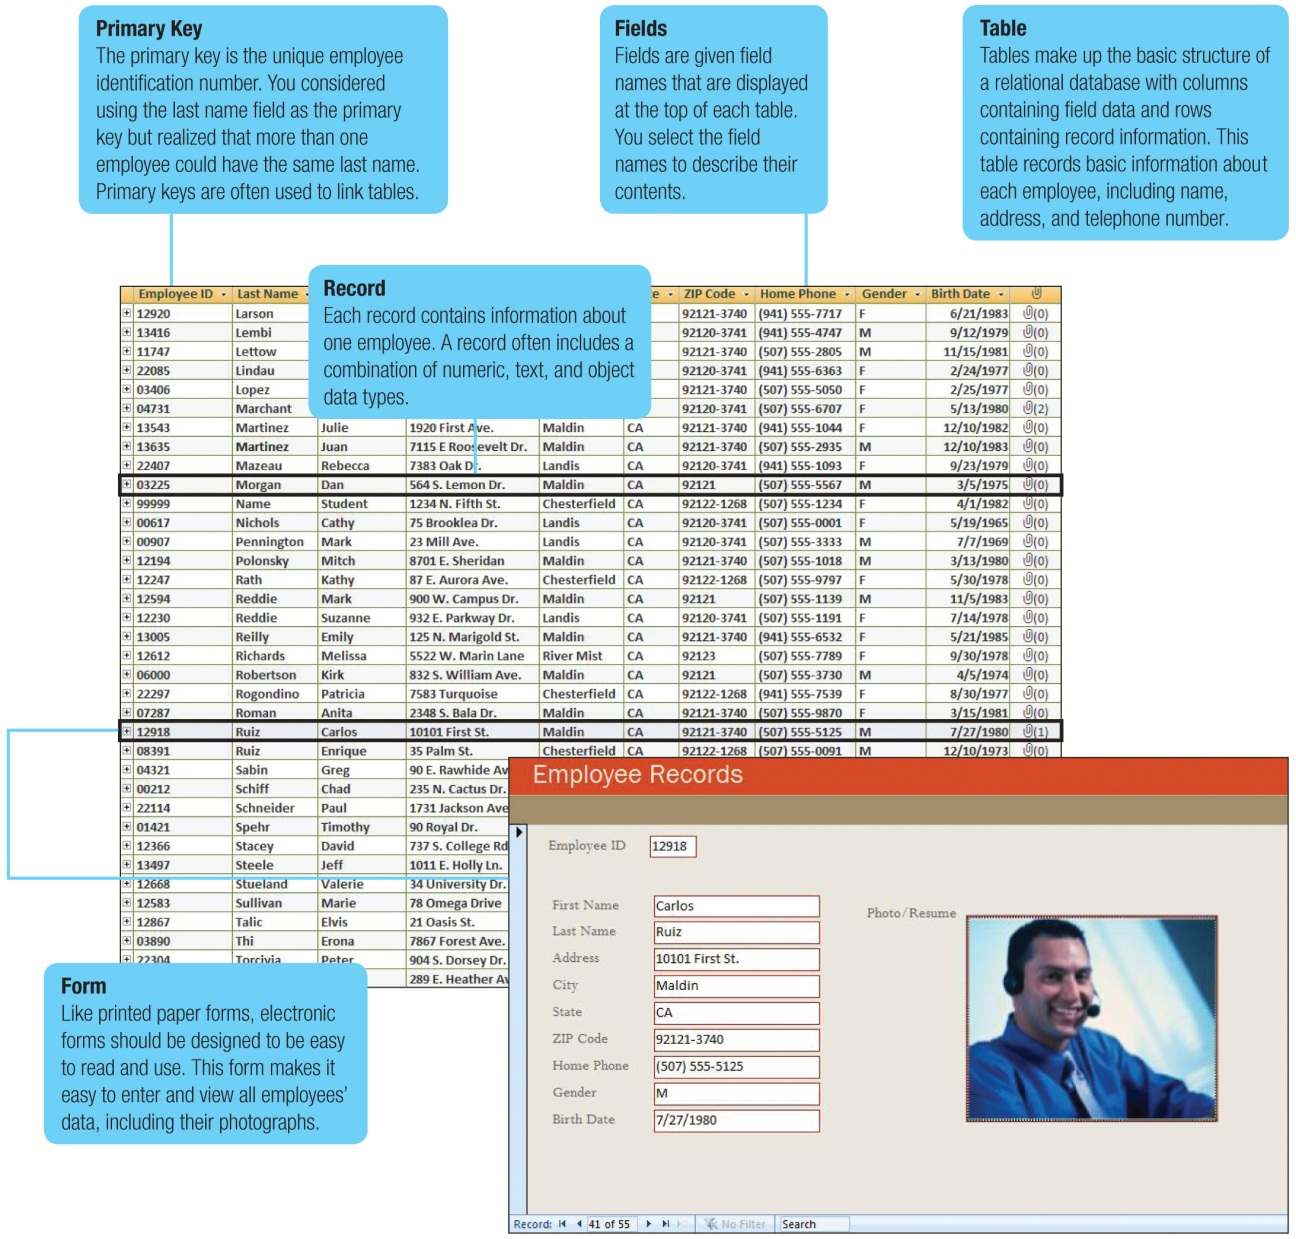 Primary Key
The primary key is the unique employee
identification number. You considered
using the last name field as the primary
key but realized that more than one
employee could have the same last name.
Primary keys are often used to link tables.
Fields
Fields are given field
names that are displayed
at the top of each table.
You select the field
names to describe their
contents.
Table
Tables make up the basic structure of
a relational database with columns
containing field data and rows
containing record information. This
table records basic information about
each employee, including name,
address, and telephone number.
Record
Each record contains information about
one employee. A record often includes a
combination of numeric, text, and object
data types.
Employee ID Last Name e ZIP Code Home Phone Gender Birth Date
12920 Larson 92121-3740 (941) 555-7717 F 6/21/1983 (0)
13416 Lembi 92120-3741 (941) 555-4747 M 9/12/1979 (0)
11747 Lettow 92121-3740 (507) 555-2805 M 11/15/1981 (0)
22085 Lindau 92120-3741 (941) 555-6363 F 2/24/1977 (0)
03406 Lopez 92121-3740 (507) 555-5050 F 2/25/1977 (0)
04731 Marchant 92120-3741 (507) 555-6707 F 5/13/1980 (2)
13543 Martinez Julie 1920 First Ave. Maldin CA 92121-3740 (941) 555-1044 F 12/10/1982 (0)
13635 Martinez Juan 7115 E Roosevelt Dr. Maldin CA 92121-3740 (507) 555-2935 M 12/10/1983 (0)
22407 Mazeau Rebecca 7383 Oak Dr. Landis CA 92120-3741 (941) 555-1093 F 9/23/1979 (0)
03225 Morgan Dan 564 S. Lemon Dr. Maldin CA 92121 (507) 555-5567 M 3/5/1975 (0)
99999 Name Student 1234 N. Fifth St. Chesterfield CA 92122-1268 (507) 555-1234 F 4/1/1982 (0)
00617 Nichols Cathy 75 Brooklea Dr. Landis CA 92120-3741 (507) 555-0001 F 5/19/1965 (0)
00907 Pennington Mark 23 Mill Ave. Landis CA 92120-3741 (507) 555-3333 M 7/7/1969 (0)
12194 Polonsky Mitch 8701 E. Sheridan Maldin CA 92121-3740 (507) 555-1018 M 3/13/1980 (0)
12247 Rath Kathy 87 E. Aurora Ave. Chesterfield CA 92122-1268 (507) 555-9797 F 5/30/1978 (0)
12594 Reddie Mark 900 W. Campus Dr. Maldin CA 92121 (507) 555-1139 M 11/5/1983 (0)
12230 Reddie Suzanne 932 E. Parkway Dr. Landis CA 92120-3741 (507) 555-1191 F 7/14/1978 (0)
13005 Reilly Emily 125 N. Marigold St. Maldin CA 92121-3740 (941) 555-6532 F 5/21/1985 (0)
12612 Richards Melissa 5522 W. Marin Lane River Mist CA 92123 (507) 555-7789 F 9/30/1978 (0)
06000 Robertson Kirk 832 S. William Ave. Maldin CA 92121 (507) 555-3730 M 4/5/1974 (0)
22297 Rogondino Patricia 7583 Turquoise Chesterfield CA 92122-1268 (941) 555-7539 F 8/30/1977 (0)
07287 Roman Anita 2348 S. Bala Dr. Maldin CA 92121-3740 (507) 555-9870 F 3/15/1981 (0)
12918 Ruiz Carlos 10101 First St. Maldin CA 92121-3740 (507) 555-5125 M 7/27/1980 (1)
08391 Ruiz Enrique 35 Palm St. Chesterfield CA 92122-1268 (507) 555-0091 M 12/10/1973 (0)
04321 Sabin Greg 90 E. Rawhide Av
00212 Schiff Chad 235 N. Cactus Dr.
22114 Schneider Paul 1731 Jackson Ave
01421 Spehr Timothy 90 Royal Dr.
12366 Stacey David 737 S. College Rd
13497 Steele Jeff 1011 E. Holly Ln.
12668 Stueland Valerie 34 University Dr.
12583 Sullivan Marie 78 Omega Drive
12867 Talic Elvis 21 Oasis St.
03890 Thi Erona 7867 Forest Ave.
22304 Torcivia Peter 904 S. Dorsey Dr.
289 E. Heather Av
Form
Like printed paper forms, electronic
forms should be designed to be easy
to read and use. This form makes it
easy to enter and view all employees'
data, including their photographs.
Employee Records
Employee ID 12918
First Name Carlos
Last Name Ruiz
Address 10101 First St.
City Maldin
State CA
ZIP Code 92121-3740
Home Phone (507) 555-5125
Gender M
Birth Date 7/27/1980
Photo/Resume
Record: 41 of 55 No Filter Search